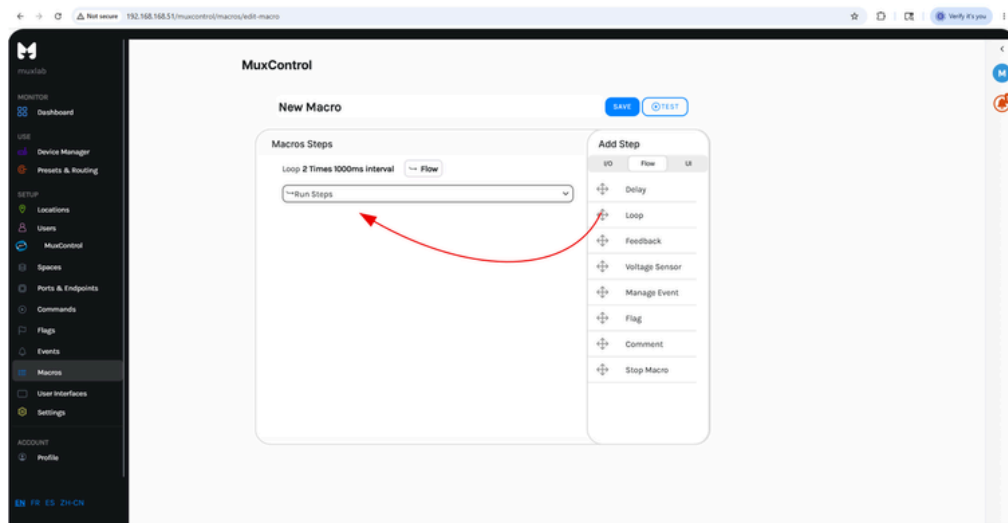 Not secure 192.168.168.51/muxcontrol/macros/edit-macro
Verify it's you
muxlab
MONITOR
Dashboard
USE
Device Manager
Presets & Routing
SETUP
Locations
Users
MuxControl
Spaces
Ports & Endpoints
Commands
Flags
Events
Macros
User Interfaces
Settings
ACCOUNT
Profile
EN FR ES ZH-CN
MuxControl
New Macro
SAVE
TEST
Macros Steps
Loop 2 Times 1000ms interval
Flow
Run Steps
Add Step
I/O Flow UI
Delay
Loop
Feedback
Voltage Sensor
Manage Event
Flag
Comment
Stop Macro
M